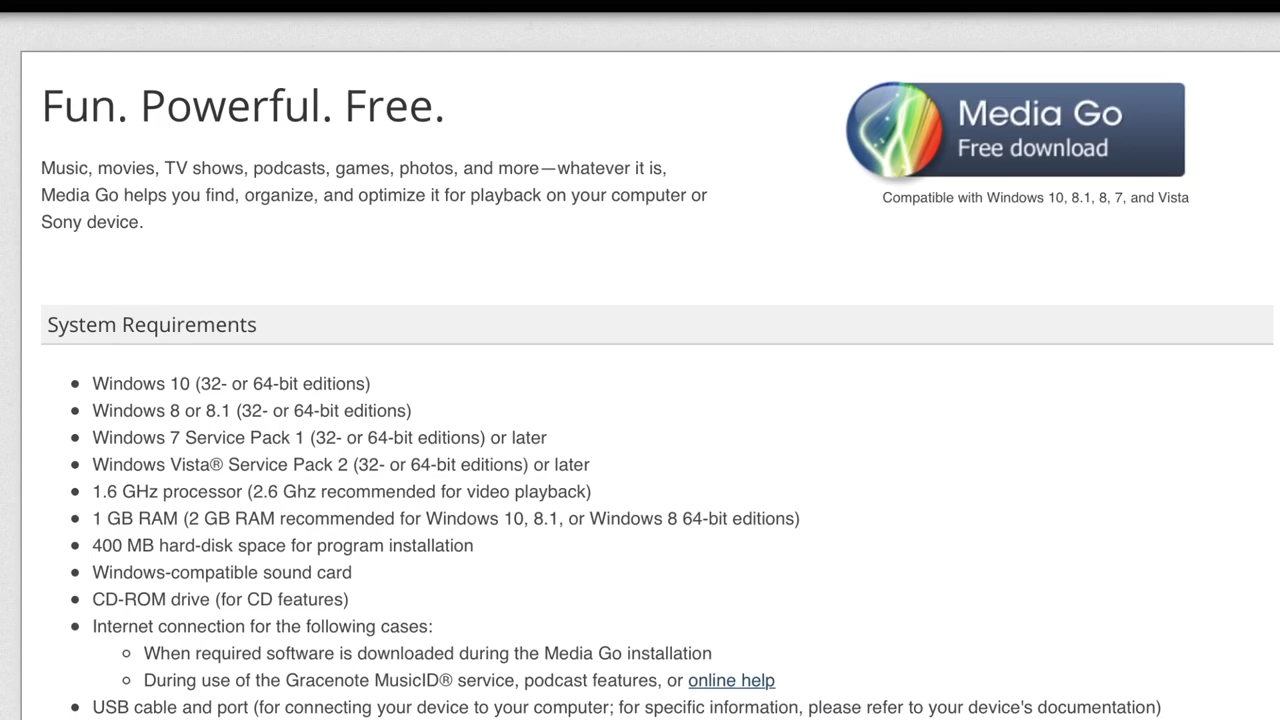 Fun. Powerful. Free.
Music, movies, TV shows, podcasts, games, photos, and more—whatever it is,
Media Go helps you find, organize, and optimize it for playback on your computer or
Sony device.
Media Go
Free download
Compatible with Windows 10, 8.1, 8, 7, and Vista
System Requirements
• Windows 10 (32- or 64-bit editions)
• Windows 8 or 8.1 (32- or 64-bit editions)
• Windows 7 Service Pack 1 (32- or 64-bit editions) or later
• Windows Vista® Service Pack 2 (32- or 64-bit editions) or later
• 1.6 GHz processor (2.6 Ghz recommended for video playback)
• 1 GB RAM (2 GB RAM recommended for Windows 10, 8.1, or Windows 8 64-bit editions)
• 400 MB hard-disk space for program installation
• Windows-compatible sound card
• CD-ROM drive (for CD features)
• Internet connection for the following cases:
◦ When required software is downloaded during the Media Go installation
◦ During use of the Gracenote MusicID® service, podcast features, or online help
• USB cable and port (for connecting your device to your computer; for specific information, please refer to your device's documentation)